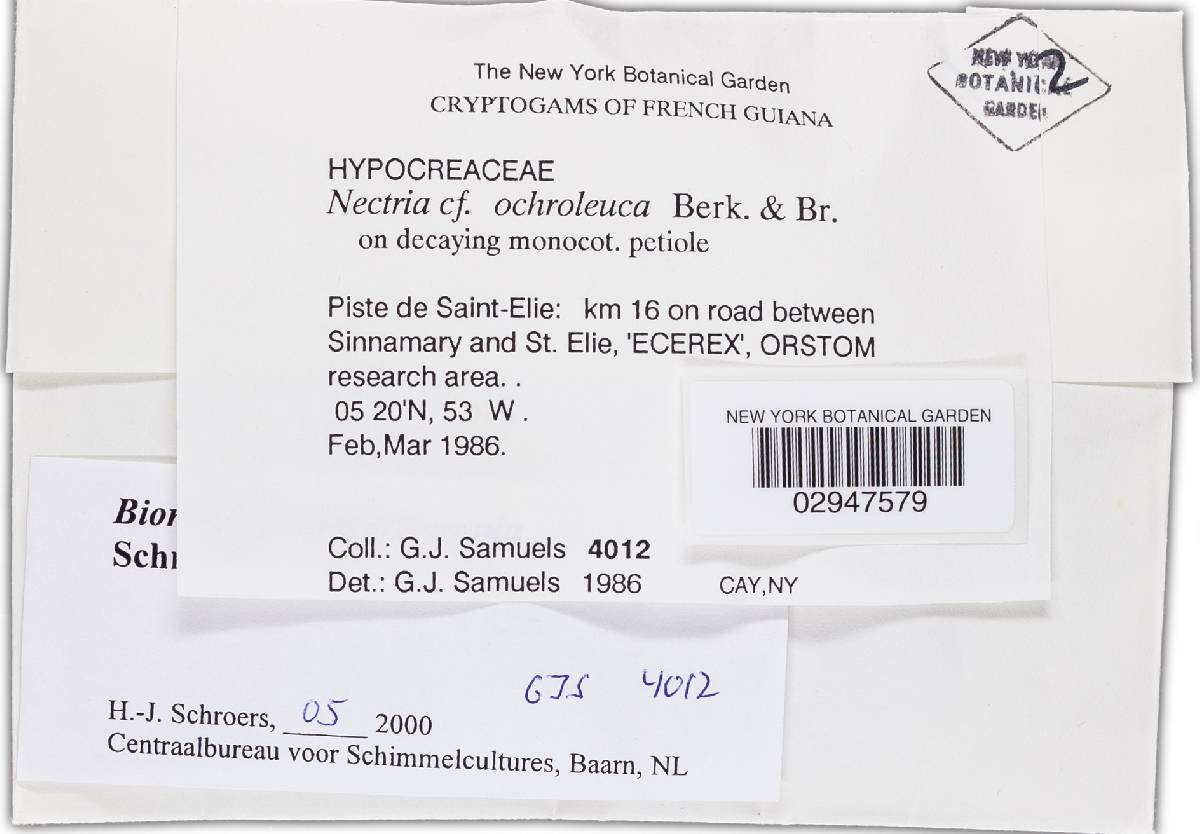 NEW YORK
BOTANICAL
GARDEN
2
The New York Botanical Garden
CRYPTOGAMS OF FRENCH GUIANA
HYPOCREACEAE
Nectria cf. ochroleuca Berk. & Br.
on decaying monocot. petiole
Piste de Saint-Elie: km 16 on road between
Sinnamary and St. Elie, 'ECEREX', ORSTOM
research area. .
05 20'N, 53 W .
Feb,Mar 1986.
NEW YORK BOTANICAL GARDEN
02947579
Coll.: G.J. Samuels 4012
Det.: G.J. Samuels 1986 CAY,NY
GJS 4012
H.-J. Schroers, 05 2000
Centraalbureau voor Schimmelcultures, Baarn, NL